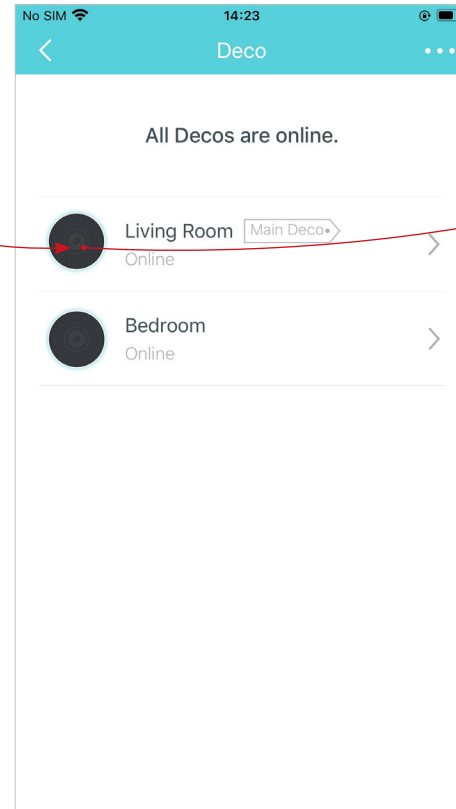 No SIM 14:23
Deco
All Decos are online.
Living Room Main Deco
Online
Bedroom
Online